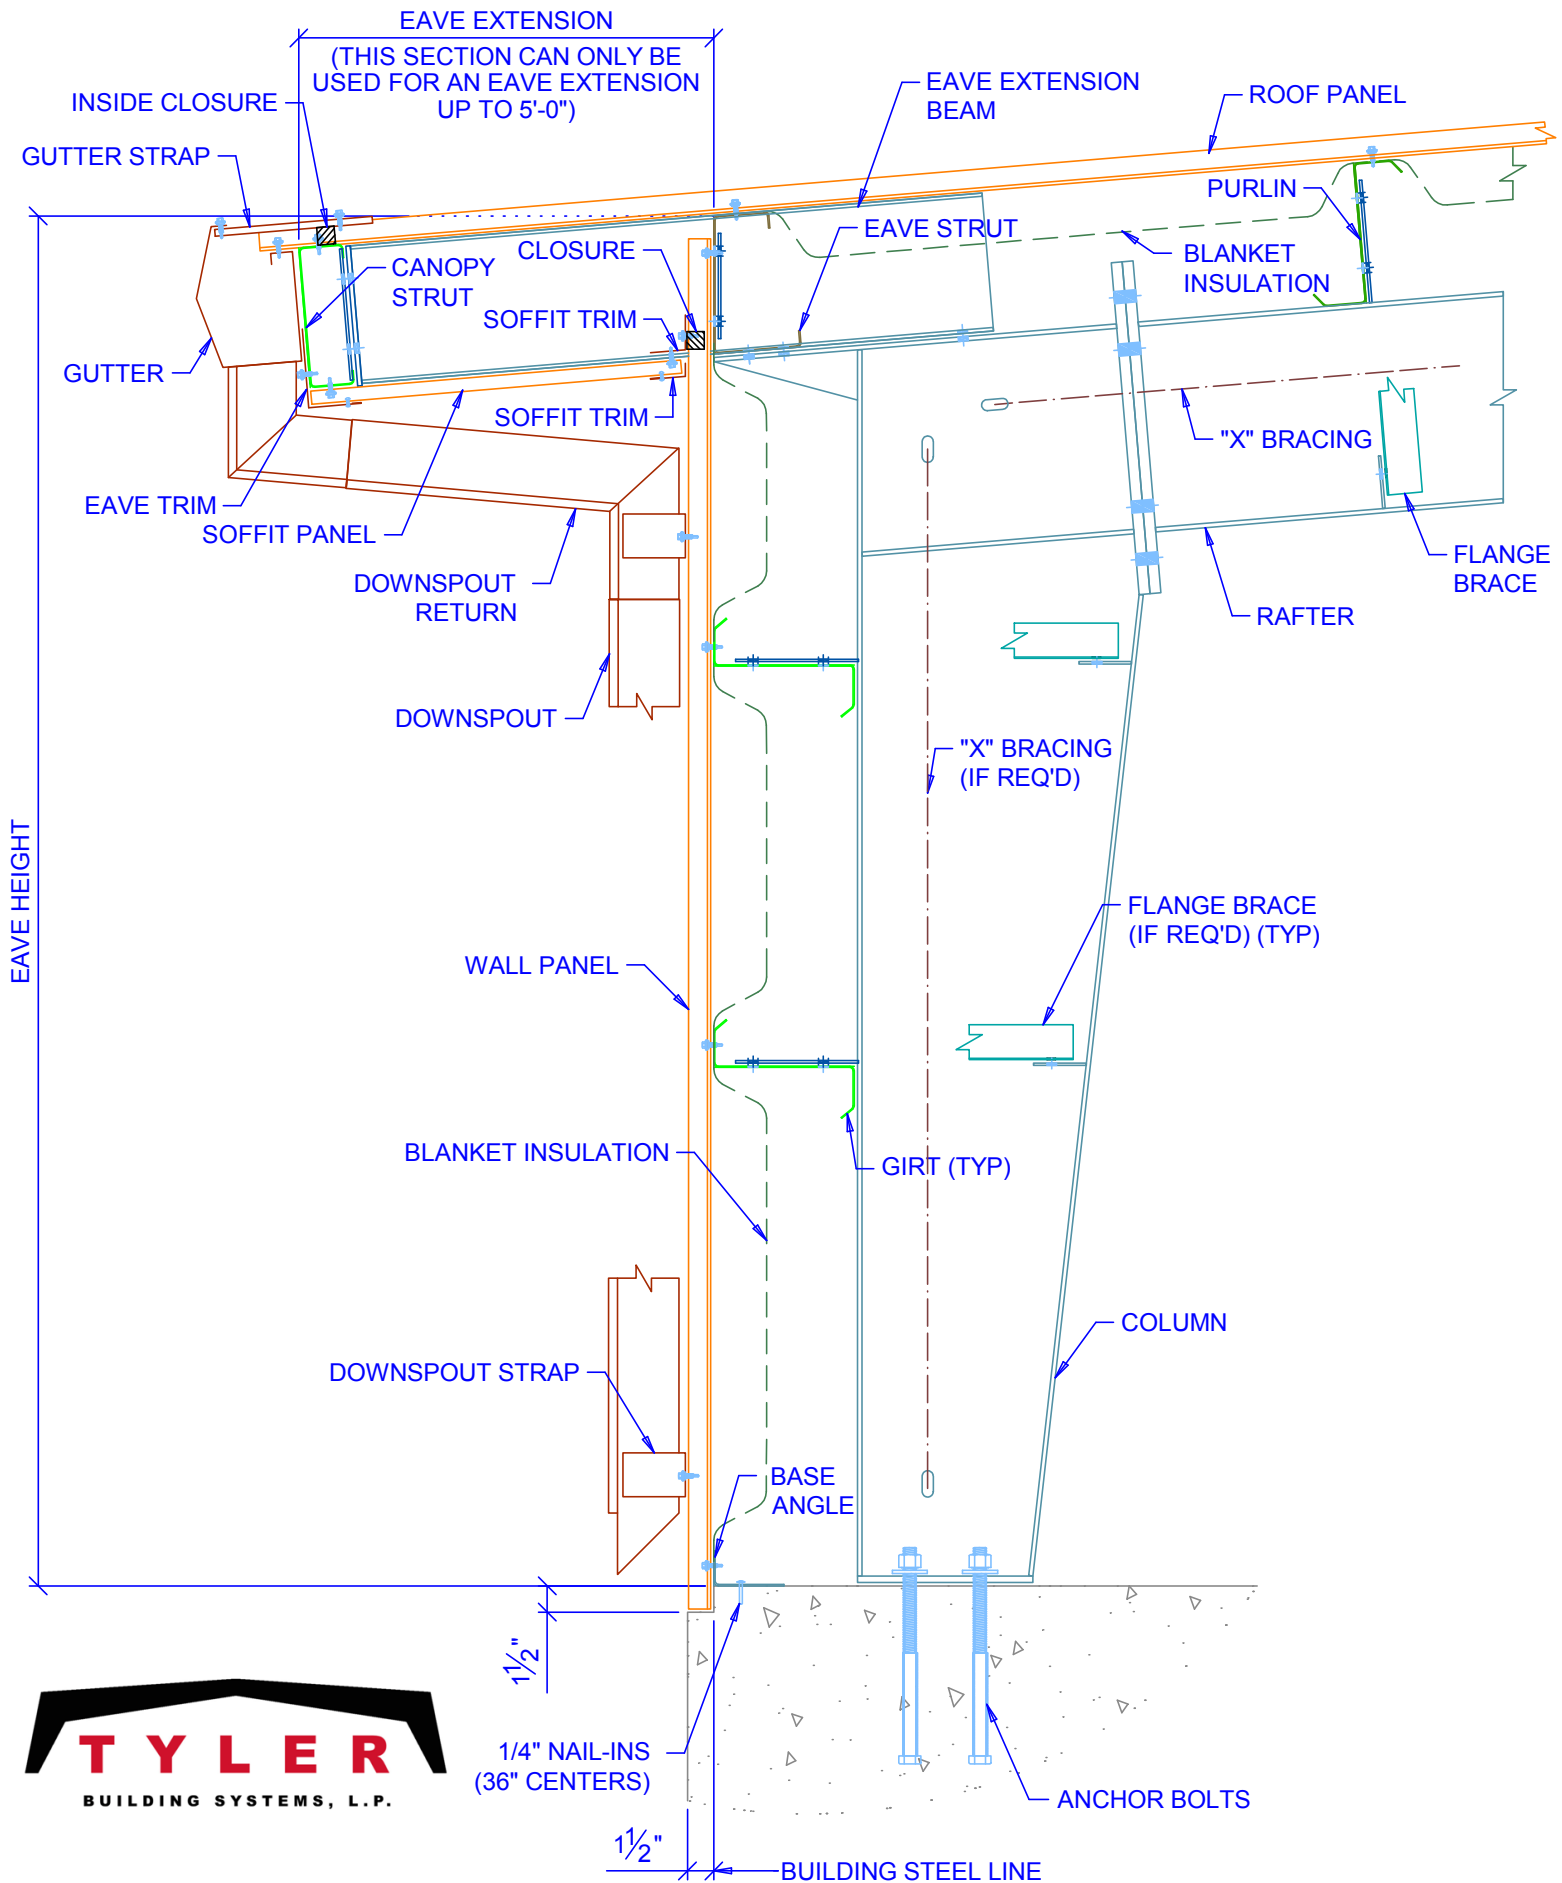 EAVE EXTENSION
(THIS SECTION CAN ONLY BE
USED FOR AN EAVE EXTENSION
UP TO 5'-0")
INSIDE CLOSURE
GUTTER STRAP
EAVE EXTENSION
BEAM
ROOF PANEL
PURLIN
EAVE STRUT
CLOSURE
CANOPY
STRUT
BLANKET
INSULATION
SOFFIT TRIM
GUTTER
SOFFIT TRIM
"X" BRACING
EAVE TRIM
SOFFIT PANEL
DOWNSPOUT
RETURN
FLANGE
BRACE
RAFTER
DOWNSPOUT
"X" BRACING
(IF REQ'D)
EAVE HEIGHT
FLANGE BRACE
(IF REQ'D) (TYP)
WALL PANEL
BLANKET INSULATION
GIRT (TYP)
COLUMN
DOWNSPOUT STRAP
BASE
ANGLE
1½"
1/4" NAIL-INS
(36" CENTERS)
ANCHOR BOLTS
1½"
BUILDING STEEL LINE
TYLER
BUILDING SYSTEMS, L.P.